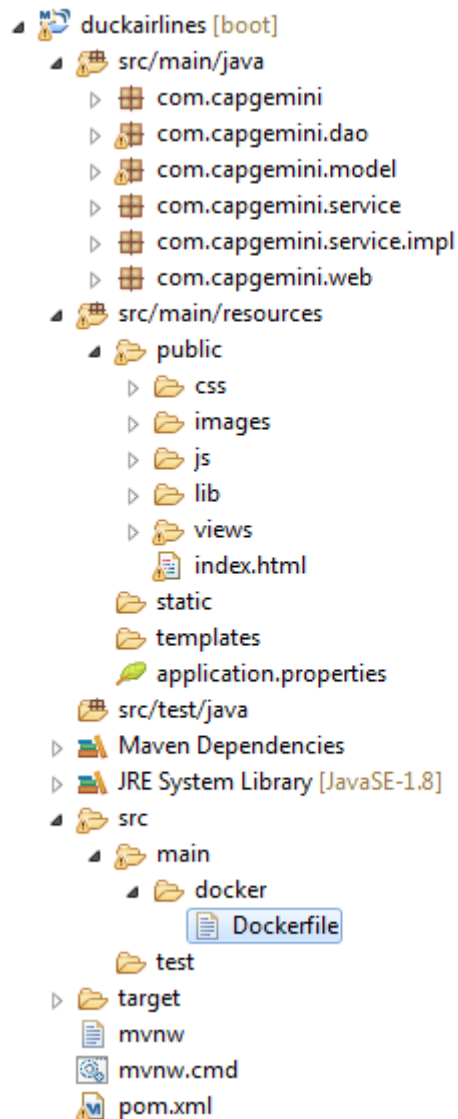 duckairlines [boot]
src/main/java
com.capgemini
com.capgemini.dao
com.capgemini.model
com.capgemini.service
com.capgemini.service.impl
com.capgemini.web
src/main/resources
public
css
images
js
lib
views
index.html
static
templates
application.properties
src/test/java
Maven Dependencies
JRE System Library [JavaSE-1.8]
src
main
docker
Dockerfile
test
target
mvnw
mvnw.cmd
pom.xml